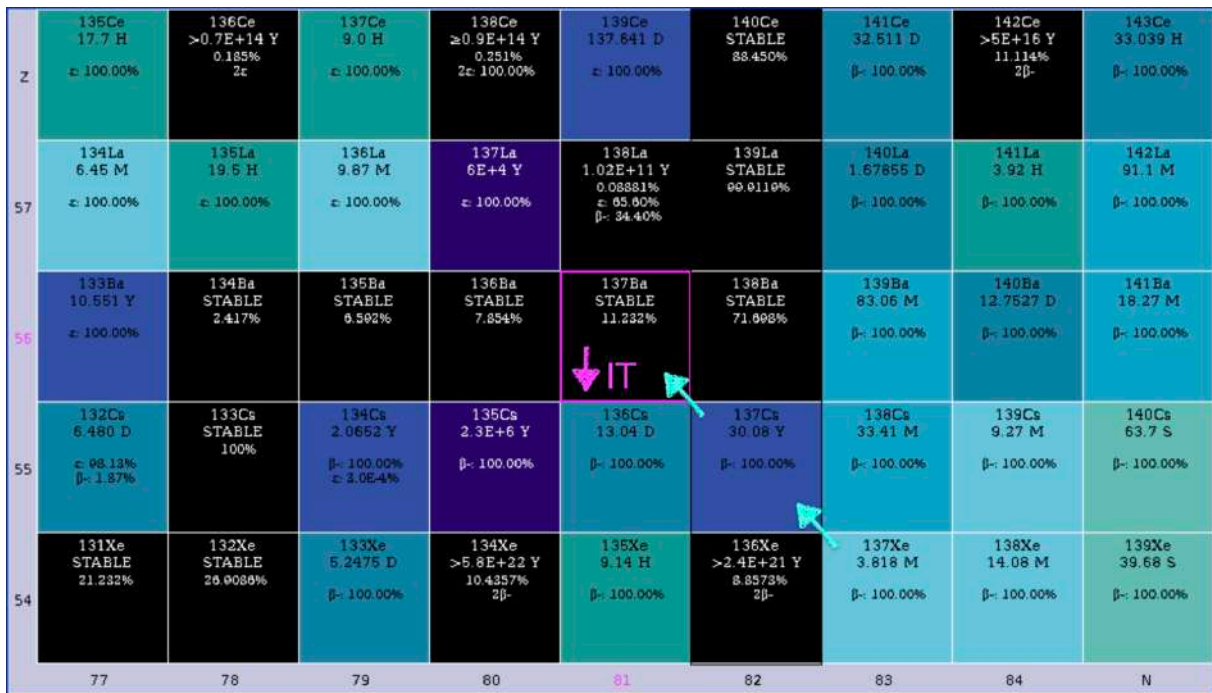 135Ce
17.7 H
ε: 100.00%
136Ce
>0.7E+14 Y
0.185%
2ε
137Ce
9.0 H
ε: 100.00%
138Ce
≥0.9E+14 Y
0.251%
2ε: 100.00%
139Ce
137.641 D
ε: 100.00%
140Ce
STABLE
88.450%
141Ce
32.511 D
β-: 100.00%
142Ce
>5E+16 Y
11.114%
2β-
143Ce
33.039 H
β-: 100.00%
Z
134La
6.45 M
ε: 100.00%
135La
19.5 H
ε: 100.00%
136La
9.87 M
ε: 100.00%
137La
6E+4 Y
ε: 100.00%
138La
1.02E+11 Y
0.08881%
ε: 65.60%
β-: 34.40%
139La
STABLE
99.9119%
140La
1.67855 D
β-: 100.00%
141La
3.92 H
β-: 100.00%
142La
91.1 M
β-: 100.00%
57
133Ba
10.551 Y
ε: 100.00%
134Ba
STABLE
2.417%
135Ba
STABLE
6.592%
136Ba
STABLE
7.854%
137Ba
STABLE
11.232%
IT
138Ba
STABLE
71.698%
139Ba
83.06 M
β-: 100.00%
140Ba
12.7527 D
β-: 100.00%
141Ba
18.27 M
β-: 100.00%
56
132Cs
6.480 D
ε: 98.13%
β-: 1.87%
133Cs
STABLE
100%
134Cs
2.0652 Y
β-: 100.00%
ε: 3.0E-4%
135Cs
2.3E+6 Y
β-: 100.00%
136Cs
13.04 D
β-: 100.00%
137Cs
30.08 Y
β-: 100.00%
138Cs
33.41 M
β-: 100.00%
139Cs
9.27 M
β-: 100.00%
140Cs
63.7 S
β-: 100.00%
55
131Xe
STABLE
21.232%
132Xe
STABLE
26.9086%
133Xe
5.2475 D
β-: 100.00%
134Xe
>5.8E+22 Y
10.4357%
2β-
135Xe
9.14 H
β-: 100.00%
136Xe
>2.4E+21 Y
8.8573%
2β-
137Xe
3.818 M
β-: 100.00%
138Xe
14.08 M
β-: 100.00%
139Xe
39.68 S
β-: 100.00%
54
77 78 79 80 81 82 83 84 N